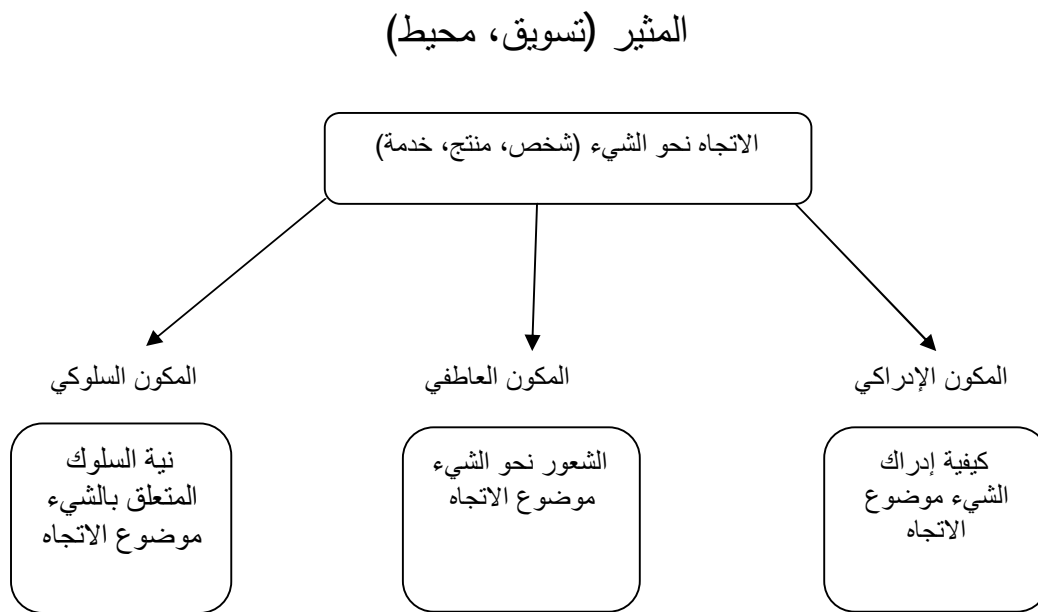 المثير (تسويق، محيط)
الاتجاه نحو الشيء (شخص، منتج، خدمة)
المكون الإدراكي
كيفية إدراك
الشيء موضوع
الاتجاه
المكون العاطفي
الشعور نحو الشيء
موضوع الاتجاه
المكون السلوكي
نية السلوك
المتعلق بالشيء
موضوع الاتجاه